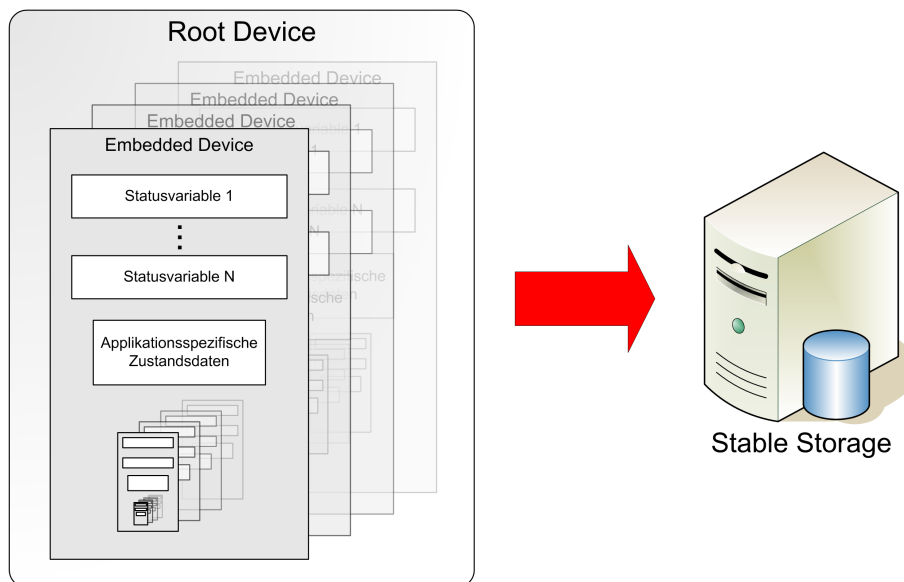 Root Device
Embedded Device
Embedded Device
Embedded Device
Embedded Device
Statusvariable 1
Statusvariable N
Applikationsspezifische
Zustandsdaten
Stable Storage